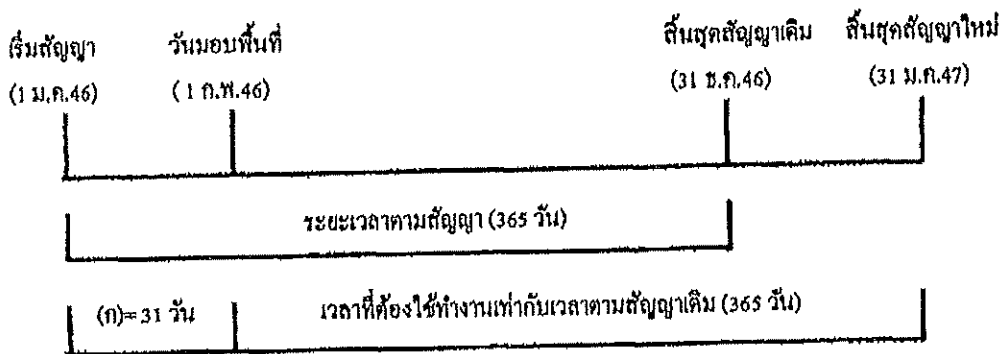 เริ่มสัญญา วันมอบพื้นที่ สิ้นสุดสัญญาเดิม สิ้นสุดสัญญาใหม่
(1 ม.ค.46) (1 ก.พ.46) (31 ธ.ค.46) (31 ม.ค.47)
ระยะเวลาตามสัญญา (365 วัน)
(ก)= 31 วัน เวลาที่ต้องใช้ทำงานเท่ากับเวลาตามสัญญาเดิม (365 วัน)